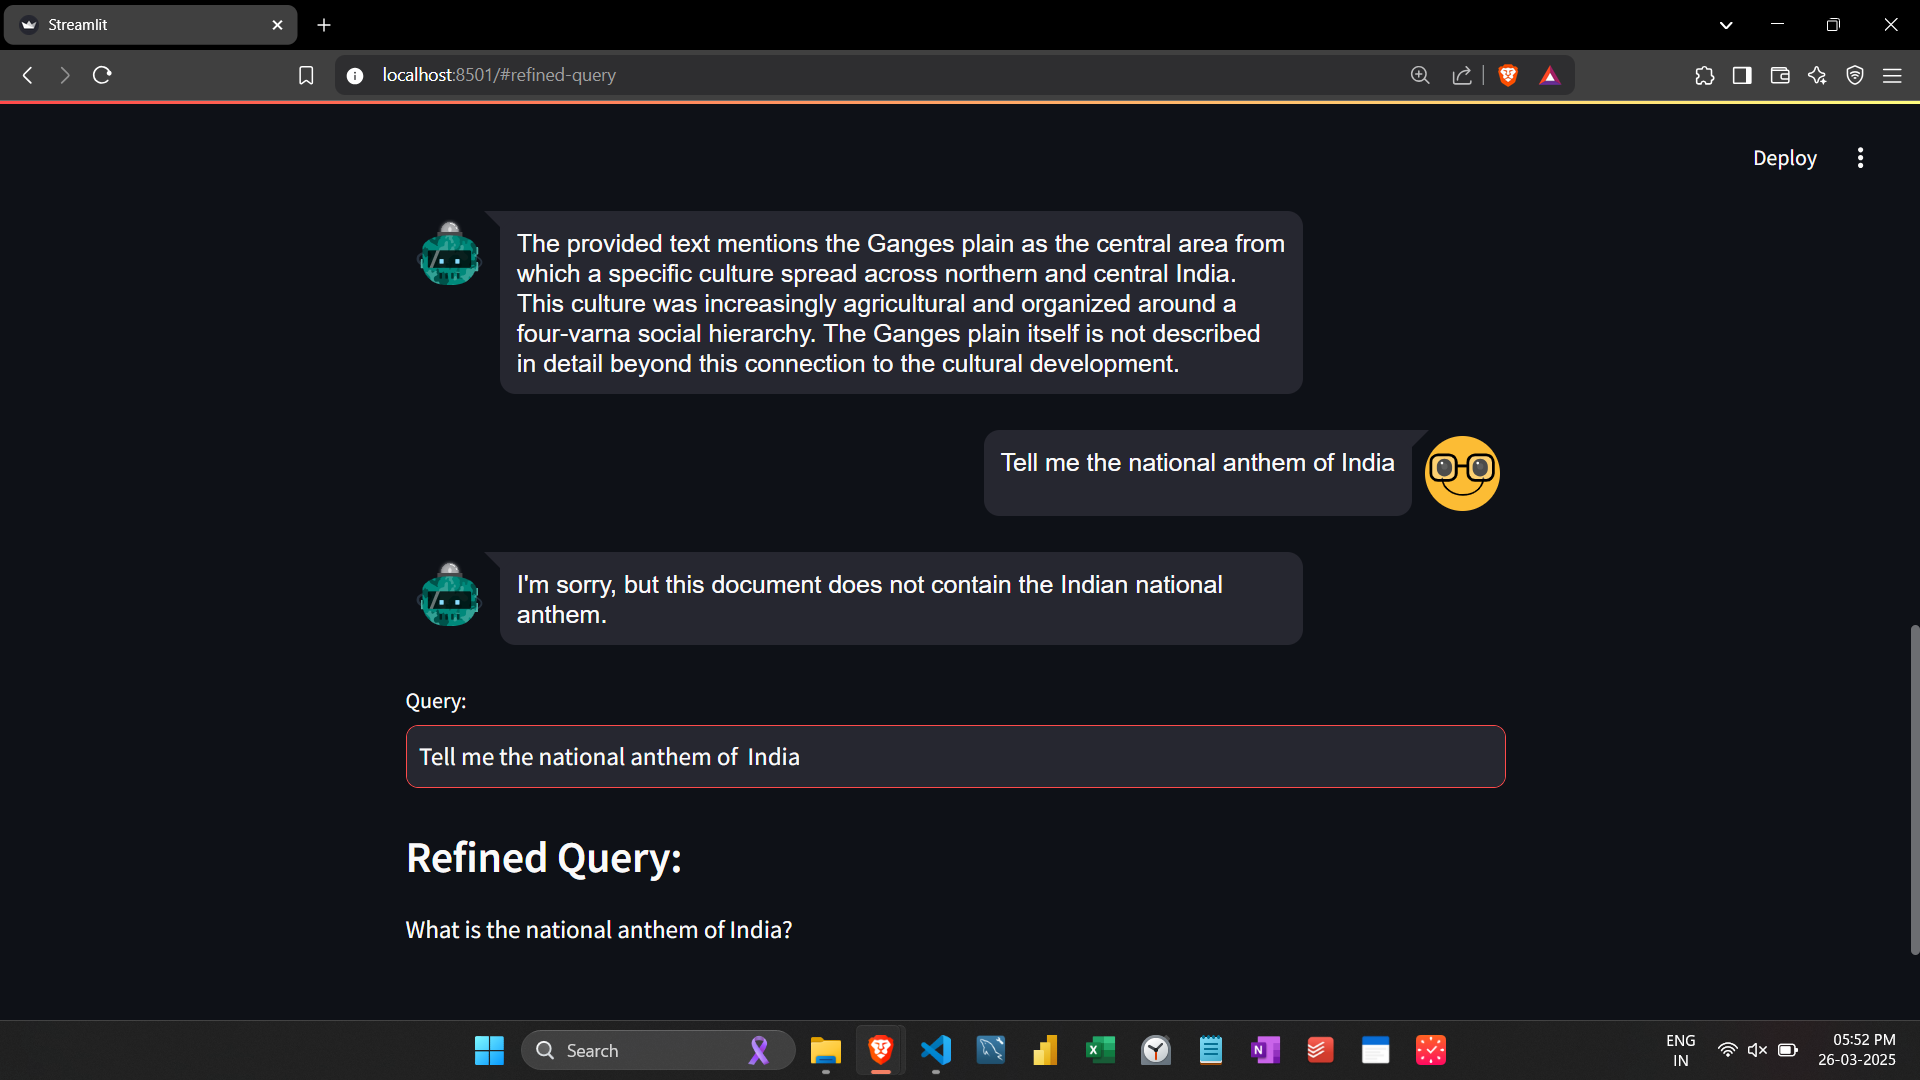 Streamlit
localhost:8501/#refined-query
Deploy
The provided text mentions the Ganges plain as the central area from
which a specific culture spread across northern and central India.
This culture was increasingly agricultural and organized around a
four-varna social hierarchy. The Ganges plain itself is not described
in detail beyond this connection to the cultural development.
Tell me the national anthem of India
I'm sorry, but this document does not contain the Indian national
anthem.
Query:
Tell me the national anthem of  India
Refined Query:
What is the national anthem of India?
Search
ENG
IN
05:52 PM
26-03-2025